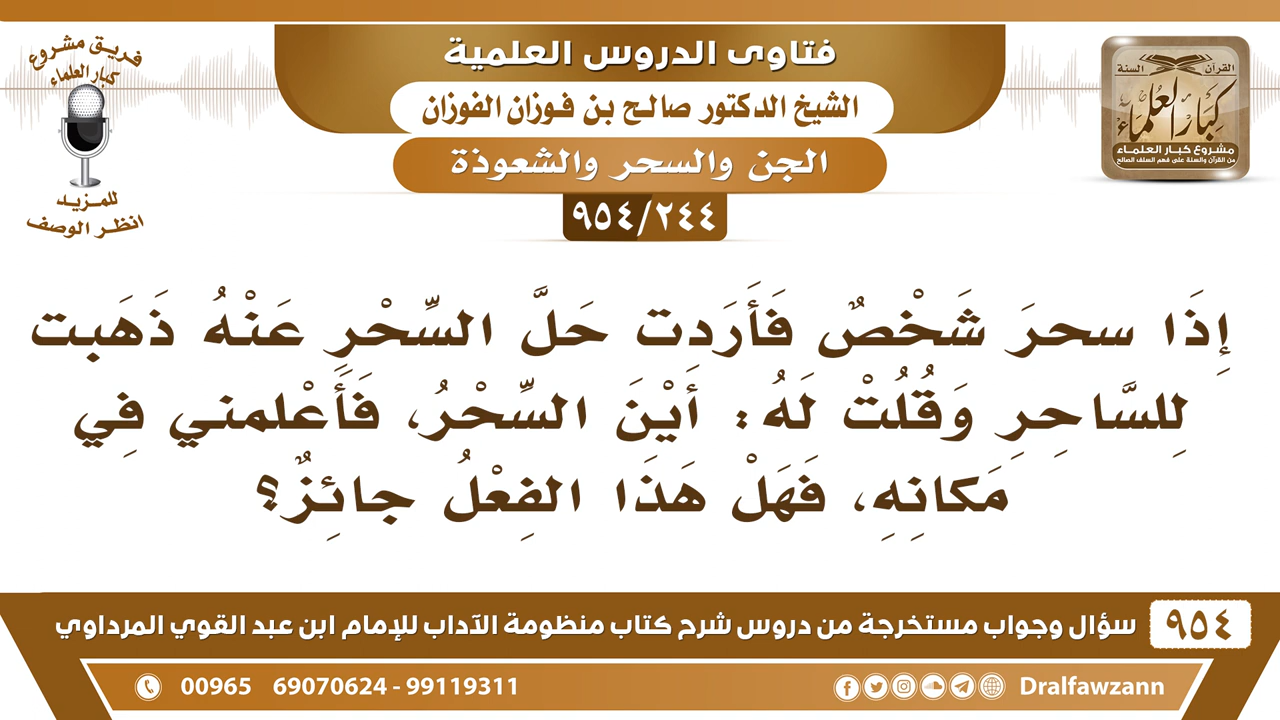 فريق مشروع
كبار العلماء
للمزيد
انظر الوصف
فتاوى الدروس العلمية
الشيخ الدكتور صالح بن فوزان الفوزان
الجن والسحر والشعوذة
٩٥٤/٢٤٤
القرآن السنة
كبار العلماء
مشروع كبار العلماء
من القرآن والسنة على فهم السلف الصالح
إِذَا سحرَ شَخْصٌ فَأَرَدت حَلَّ السِّحْرِ عَنْهُ ذَهَبت
لِلسَّاحِرِ وَقُلُتْ لَهُ: أَيْنَ السِّحْرُ، فَأَعْلمني فِي
مَكانِهِ، فَهَلْ هَذَا الفِعْلُ جائِزٌ؟
٩٥٤ سؤال وجواب مستخرجة من دروس شرح كتاب منظومة الآداب للإمام ابن عبد القوي المرداوي
00965 69070624 - 99119311
Dralfawzann